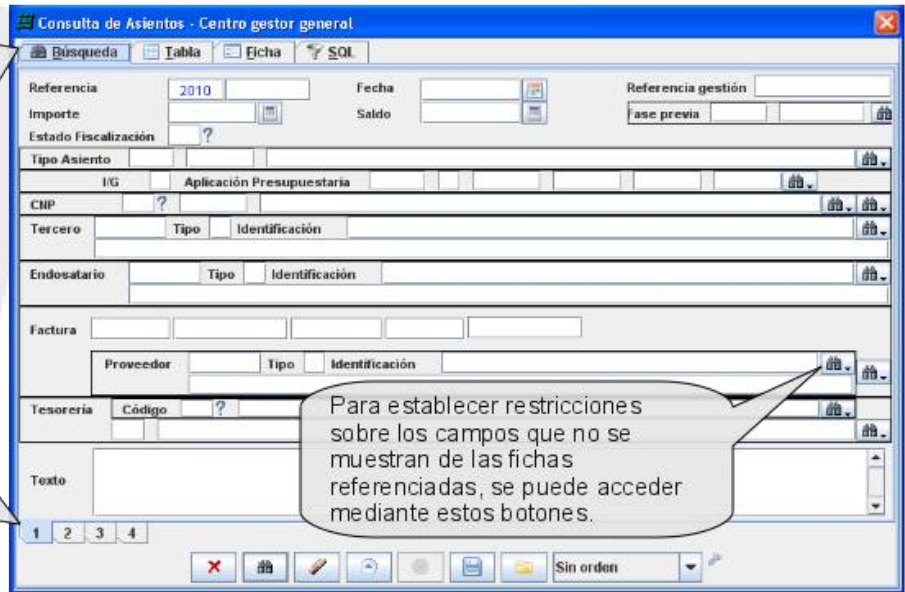 Consulta de Asientos - Centro gestor general
Búsqueda Tabla Ficha SQL
Referencia 2010 Fecha Referencia gestión
Importe Saldo Fase previa
Estado Fiscalización ?
Tipo Asiento
I/G Aplicación Presupuestaria
CNP ?
Tercero Tipo Identificación
Endosatario Tipo Identificación
Factura
Proveedor Tipo Identificación
Tesorería Código ?
Texto
Para establecer restricciones
sobre los campos que no se
muestran de las fichas
referenciadas, se puede acceder
mediante estos botones.
1 2 3 4
Sin orden